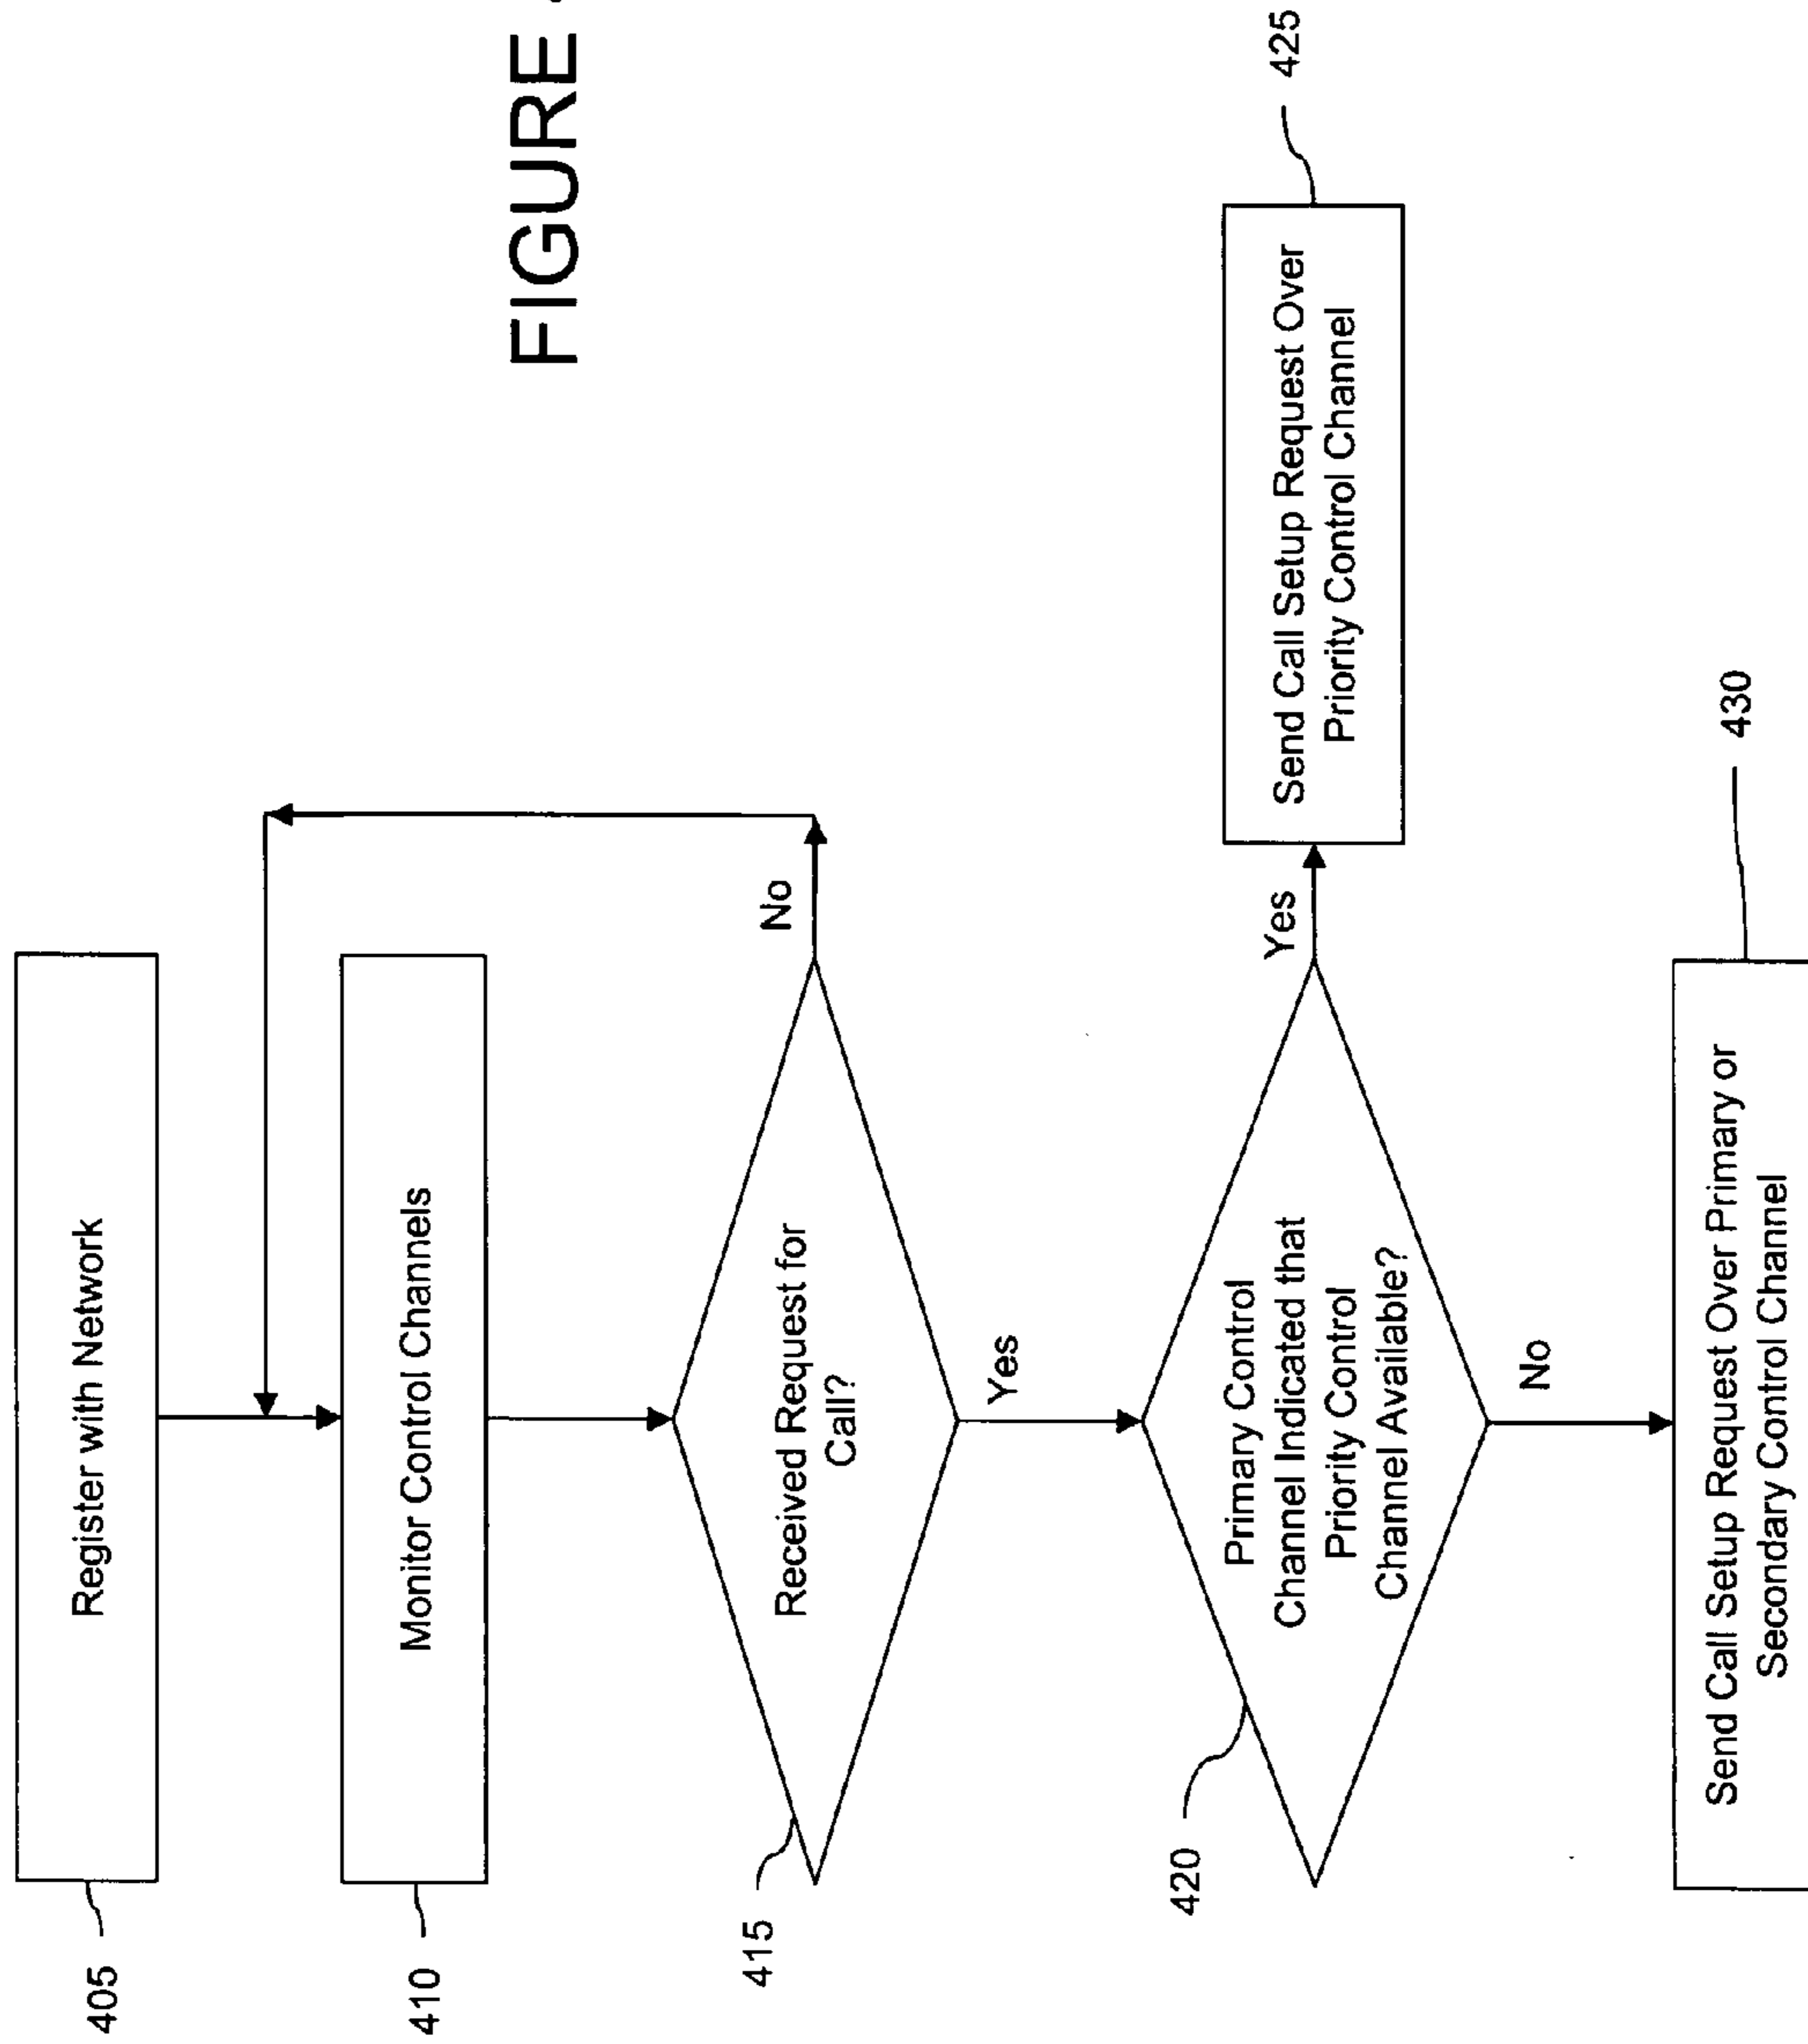 405
Register with Network
410
Monitor Control Channels
415
Received Request for
Call?
No
Yes
420
Primary Control
Channel Indicated that
Priority Control
Channel Available?
Yes
Send Call Setup Request Over
Priority Control Channel
425
No
Send Call Setup Request Over Primary or
Secondary Control Channel
430
FIGURE